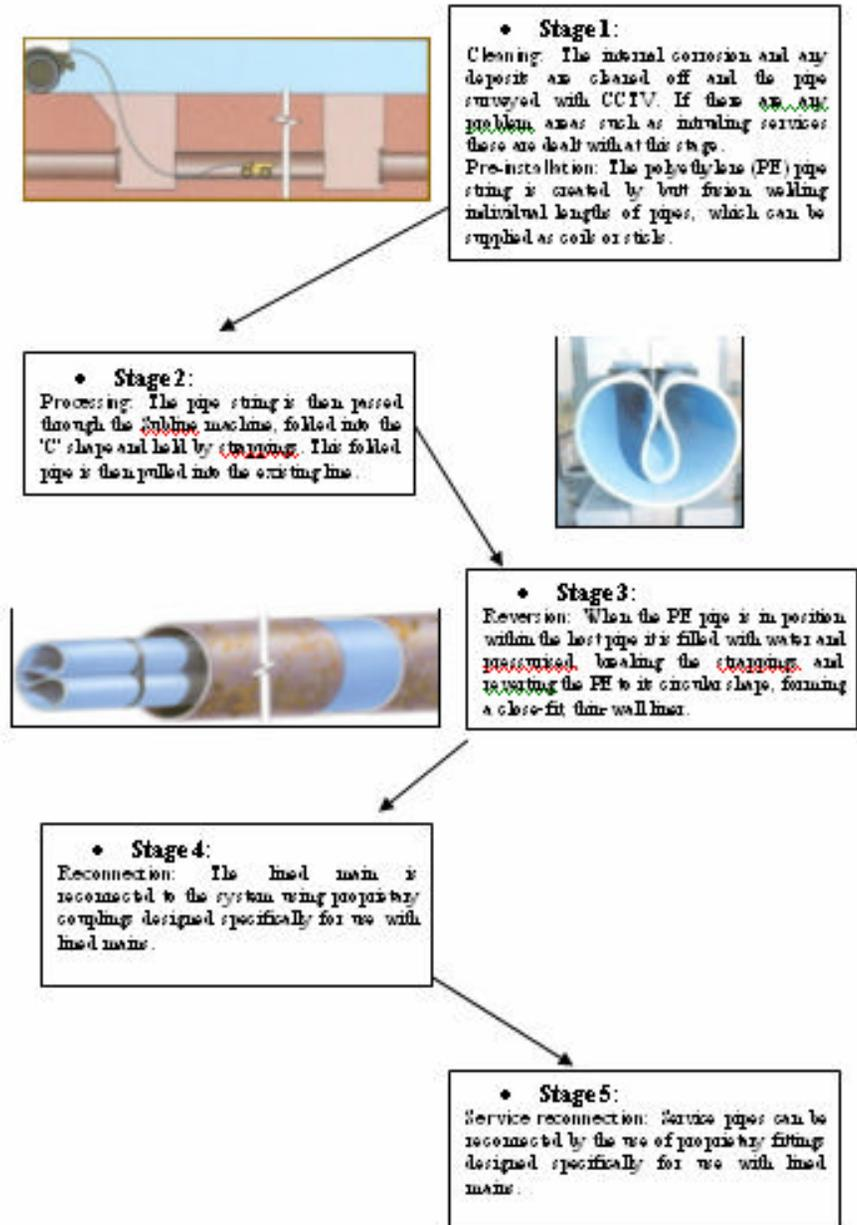 • Stage 1:
Cleaning: The internal corrosion and any
deposits are cleared off and the pipe
surveyed with CCTV. If there are any
problem areas such as intruding services
these are dealt with at this stage.
Pre-installation: The polyethylene (PE) pipe
string is created by butt fusion welding
individual lengths of pipes, which can be
supplied as coils or sticks.
• Stage 2:
Processing: The pipe string is then passed
through the Subline machine, folded into the
'C' shape and held by strappings. This folded
pipe is then pulled into the existing line.
• Stage 3:
Reversion: When the PE pipe is in position
within the host pipe it is filled with water and
pressurised, breaking the strappings and
reverting the PE to its circular shape, forming
a close-fit, thin-wall liner.
• Stage 4:
Reconnection: The lined main is
reconnected to the system using proprietary
couplings designed specifically for use with
lined mains.
• Stage 5:
Service reconnection: Service pipes can be
reconnected by the use of proprietary fittings
designed specifically for use with lined
mains.